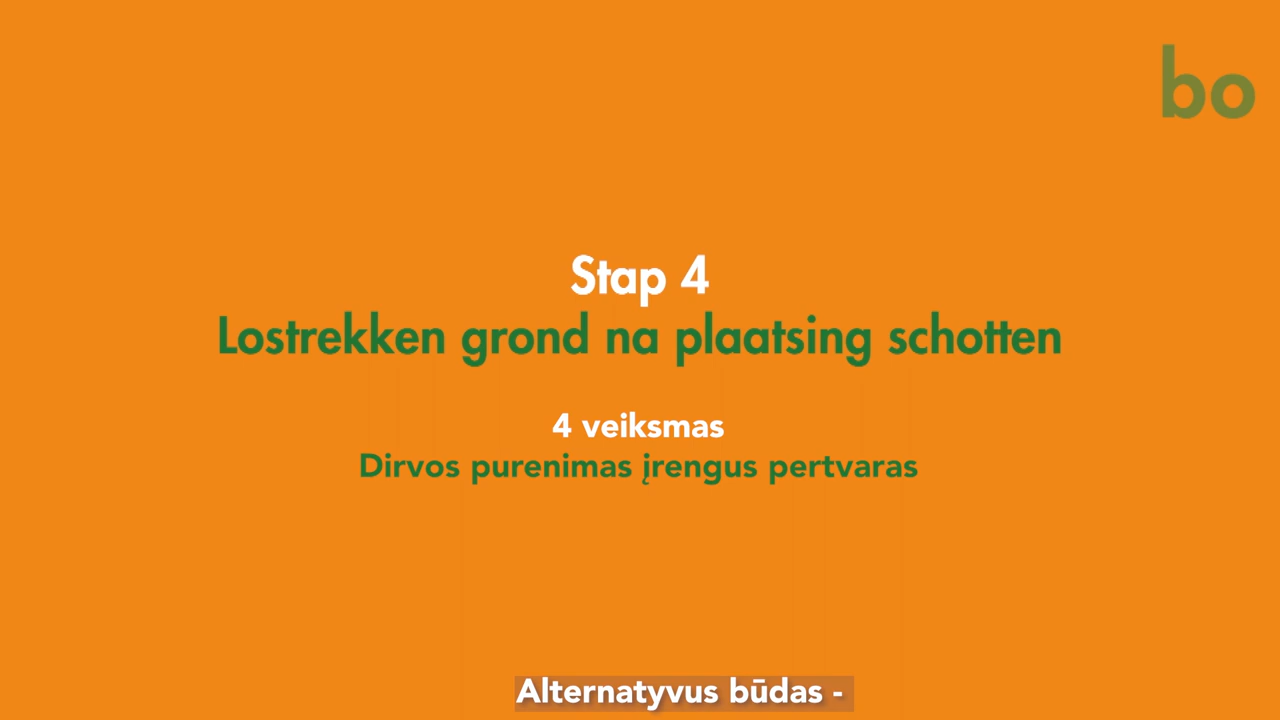 bo
Stap 4
Lostrekken grond na plaatsing schotten
4 veiksmas
Dirvos purenimas įrengus pertvaras
Alternatyvus būdas -